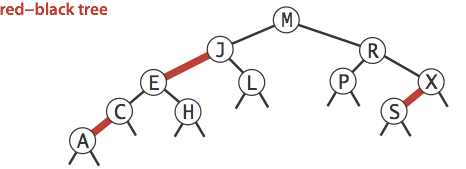 red–black tree
M
J R
E L P X
C H S
A